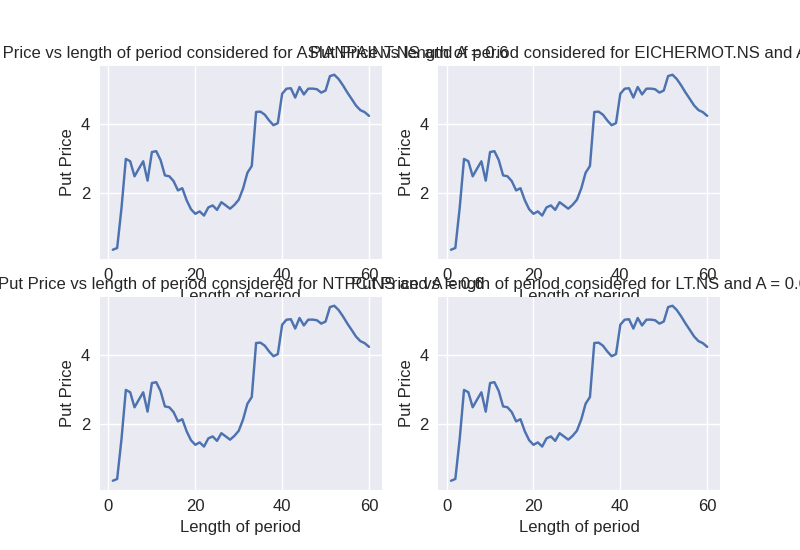 Price vs length of period considered for ASIANPAINT.NS and A = 0.6
Put Price vs length of period considered for EICHERMOT.NS and A
Put Price
4
2
0
20
40
60
Length of period
Put Price
4
2
0
20
40
60
Length of period
Put Price vs length of period considered for NTPC.NS and A = 0.6
Put Price vs length of period considered for LT.NS and A = 0.
Put Price
4
2
0
20
40
60
Length of period
Put Price
4
2
0
20
40
60
Length of period